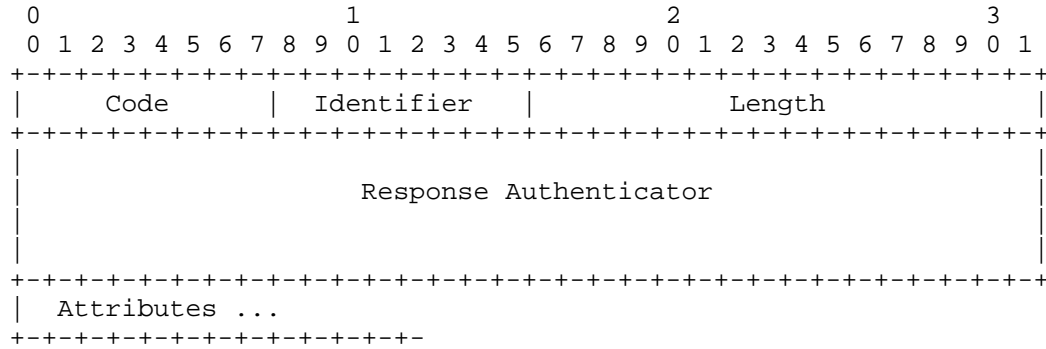 0                   1                   2                   3
 0 1 2 3 4 5 6 7 8 9 0 1 2 3 4 5 6 7 8 9 0 1 2 3 4 5 6 7 8 9 0 1
+-+-+-+-+-+-+-+-+-+-+-+-+-+-+-+-+-+-+-+-+-+-+-+-+-+-+-+-+-+-+-+-+
|     Code      |  Identifier   |            Length             |
+-+-+-+-+-+-+-+-+-+-+-+-+-+-+-+-+-+-+-+-+-+-+-+-+-+-+-+-+-+-+-+-+
|                                                               |
|                     Response Authenticator                    |
|                                                               |
|                                                               |
+-+-+-+-+-+-+-+-+-+-+-+-+-+-+-+-+-+-+-+-+-+-+-+-+-+-+-+-+-+-+-+-+
|  Attributes ...
+-+-+-+-+-+-+-+-+-+-+-+-+-